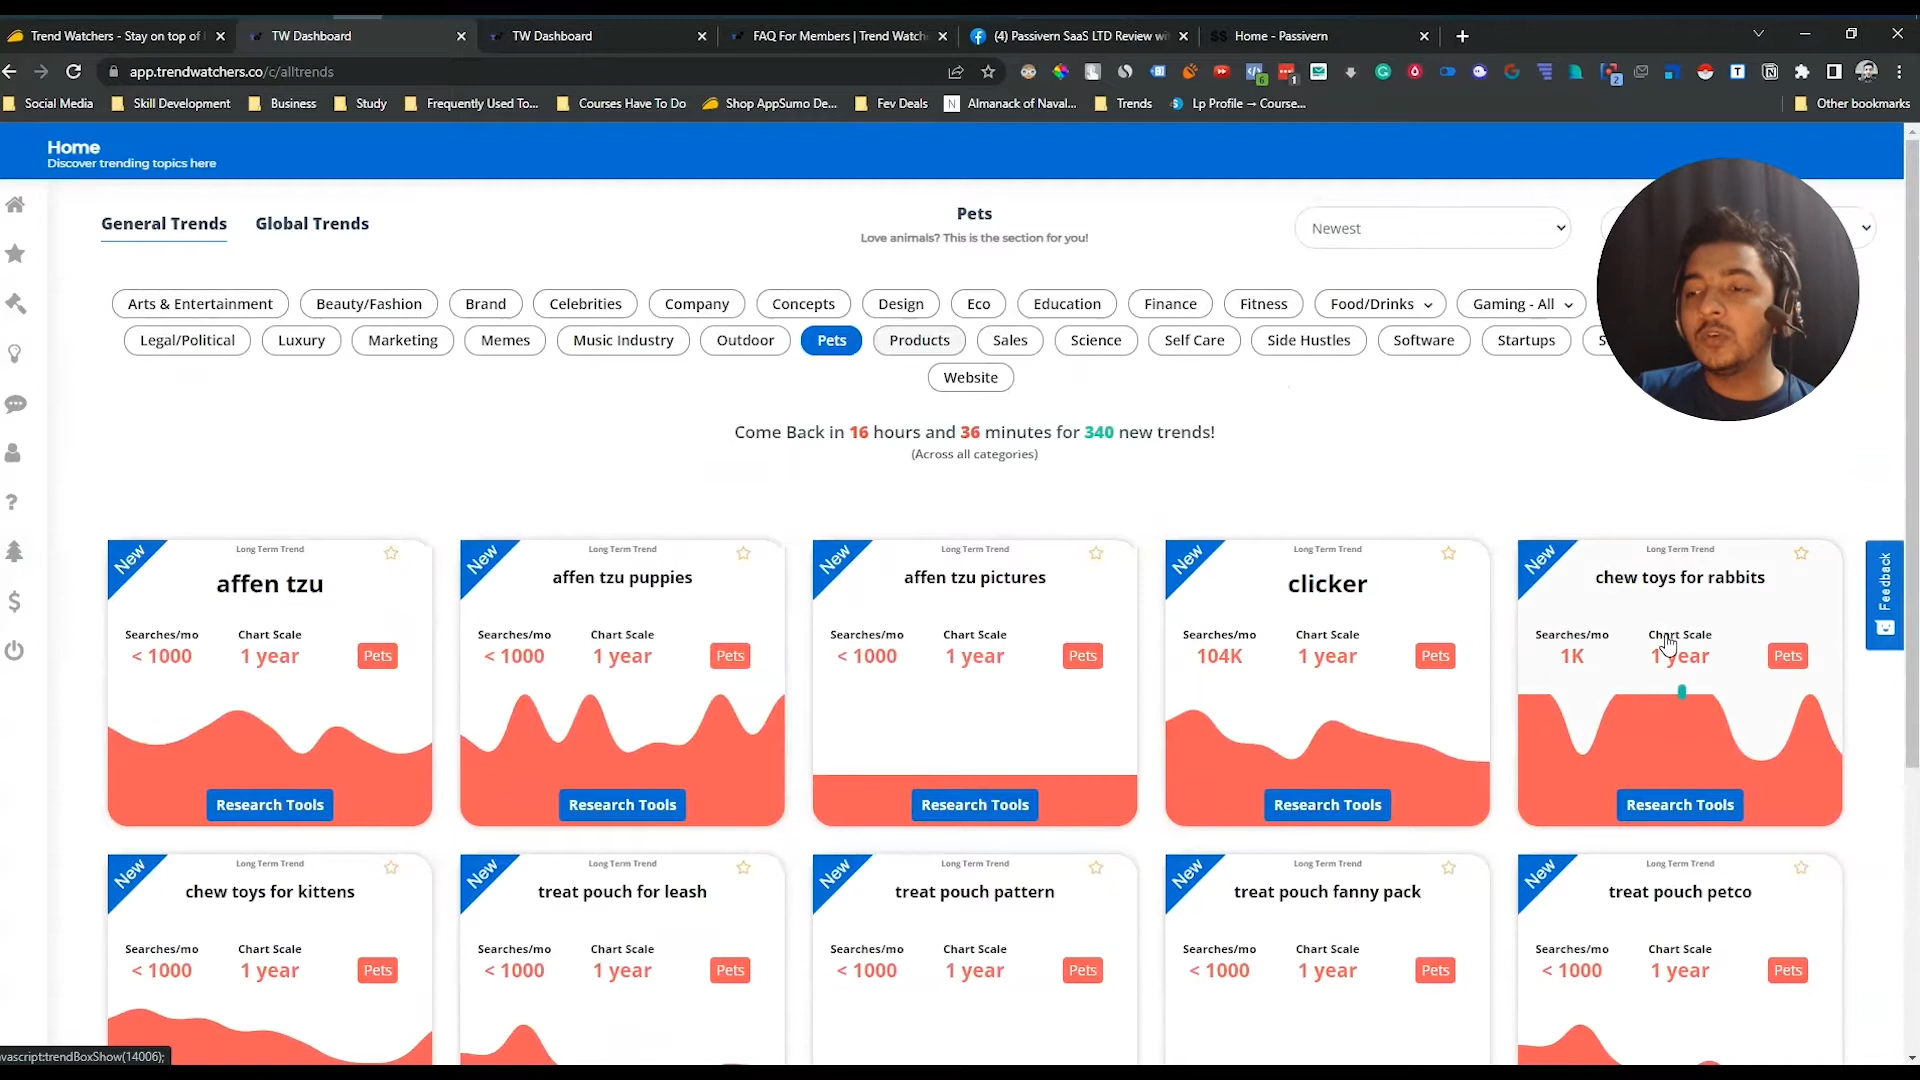 Trend Watchers - Stay on top of
TW Dashboard
TW Dashboard
FAQ For Members | Trend Watch
(4) Passivern SaaS LTD Review wi
Home - Passivern
app.trendwatchers.co/c/alltrends
Social Media
Skill Development
Business
Study
Frequently Used To...
Courses Have To Do
Shop AppSumo De...
Fev Deals
Almanack of Naval...
Trends
Lp Profile → Course...
Other bookmarks
Home
Discover trending topics here
General Trends
Global Trends
Pets
Love animals? This is the section for you!
Newest
Arts & Entertainment
Beauty/Fashion
Brand
Celebrities
Company
Concepts
Design
Eco
Education
Finance
Fitness
Food/Drinks
Gaming - All
Legal/Political
Luxury
Marketing
Memes
Music Industry
Outdoor
Pets
Products
Sales
Science
Self Care
Side Hustles
Software
Startups
Website
Come Back in 16 hours and 36 minutes for 340 new trends!
(Across all categories)
New
Long Term Trend
affen tzu
Searches/mo
< 1000
Chart Scale
1 year
Pets
Research Tools
New
Long Term Trend
affen tzu puppies
Searches/mo
< 1000
Chart Scale
1 year
Pets
Research Tools
New
Long Term Trend
affen tzu pictures
Searches/mo
< 1000
Chart Scale
1 year
Pets
Research Tools
New
Long Term Trend
clicker
Searches/mo
104K
Chart Scale
1 year
Pets
Research Tools
New
Long Term Trend
chew toys for rabbits
Searches/mo
1K
Chart Scale
1 year
Pets
Research Tools
Feedback
New
Long Term Trend
chew toys for kittens
Searches/mo
< 1000
Chart Scale
1 year
Pets
New
Long Term Trend
treat pouch for leash
Searches/mo
< 1000
Chart Scale
1 year
Pets
New
Long Term Trend
treat pouch pattern
Searches/mo
< 1000
Chart Scale
1 year
Pets
New
Long Term Trend
treat pouch fanny pack
Searches/mo
< 1000
Chart Scale
1 year
Pets
New
Long Term Trend
treat pouch petco
Searches/mo
< 1000
Chart Scale
1 year
Pets
avascript:trendBoxShow(14006);